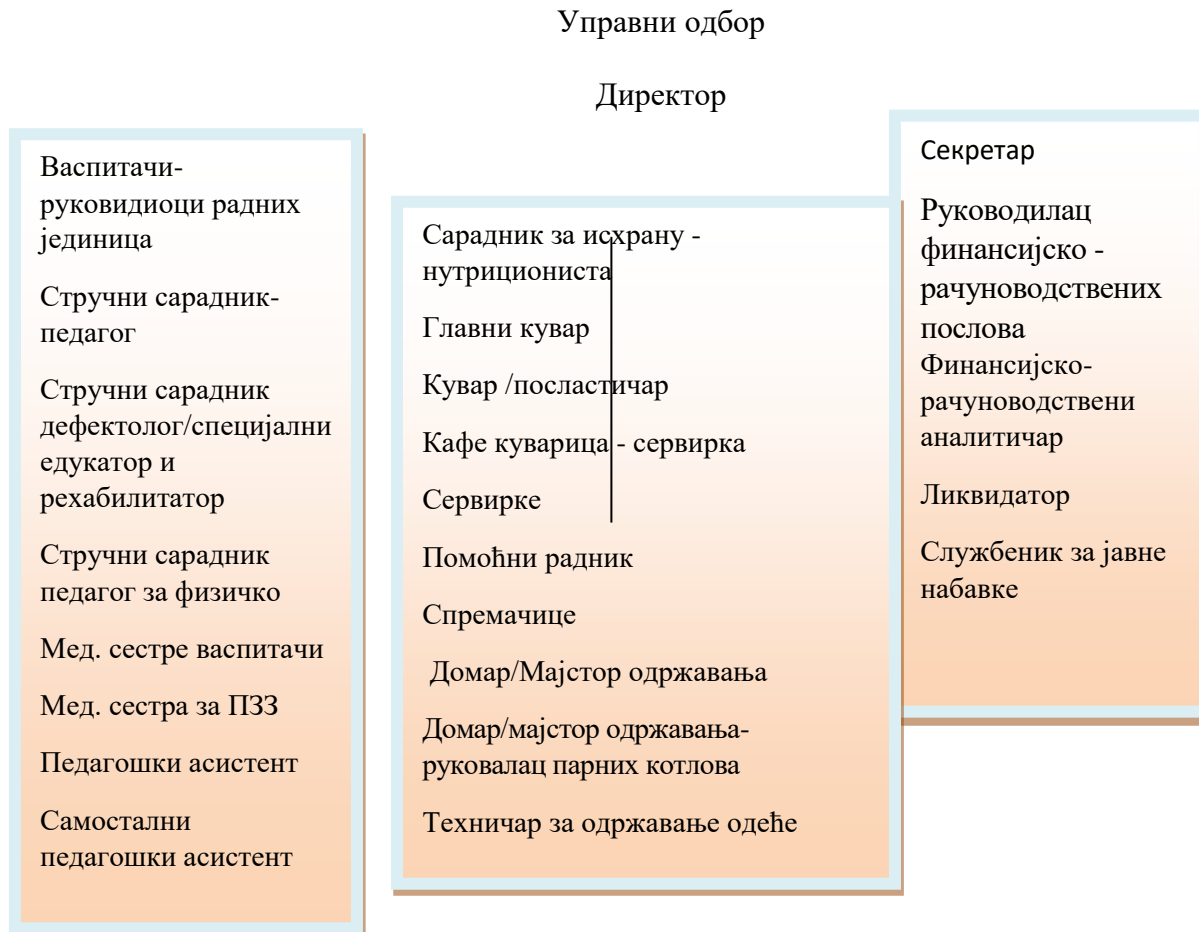 Управни одбор
Директор
Васпитачи-
руковидиоци радних
јединица
Стручни сарадник-
педагог
Стручни сарадник
дефектолог/специјални
едукатор и
рехабилитатор
Стручни сарадник
педагог за физичко
Мед. сестре васпитачи
Мед. сестра за ПЗЗ
Педагошки асистент
Самостални
педагошки асистент
Сарадник за исхрану -
нутрициониста
Главни кувар
Кувар /посластичар
Кафе куварица - сервирка
Сервирке
Помоћни радник
Спремачице
Домар/Мајстор одржавања
Домар/мајстор одржавања-
руковалац парних котлова
Техничар за одржавање одеће
Секретар
Руководилац
финансијско -
рачуноводствених
послова
Финансијско-
рачуноводствени
аналитичар
Ликвидатор
Службеник за јавне
набавке